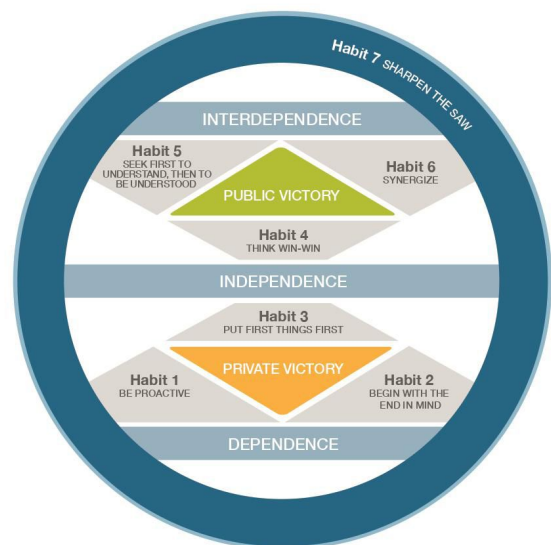 Habit 7 SHARPEN THE SAW
INTERDEPENDENCE
Habit 5
SEEK FIRST TO
UNDERSTAND, THEN TO
BE UNDERSTOOD
Habit 6
SYNERGIZE
PUBLIC VICTORY
Habit 4
THINK WIN-WIN
INDEPENDENCE
Habit 3
PUT FIRST THINGS FIRST
PRIVATE VICTORY
Habit 1
BE PROACTIVE
Habit 2
BEGIN WITH THE
END IN MIND
DEPENDENCE